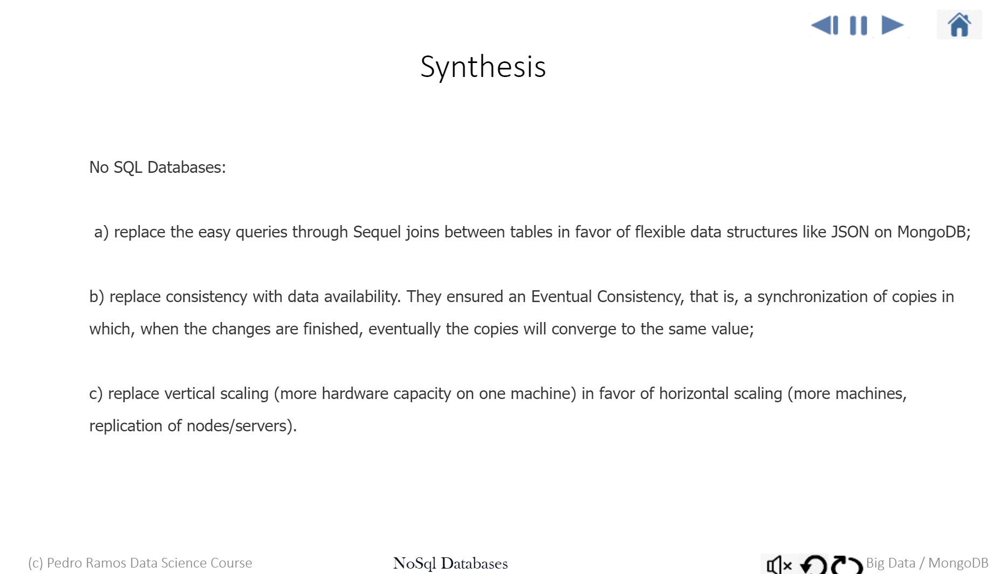 Synthesis
No SQL Databases:
a) replace the easy queries through Sequel joins between tables in favor of flexible data structures like JSON on MongoDB;
b) replace consistency with data availability. They ensured an Eventual Consistency, that is, a synchronization of copies in
which, when the changes are finished, eventually the copies will converge to the same value;
c) replace vertical scaling (more hardware capacity on one machine) in favor of horizontal scaling (more machines,
replication of nodes/servers).
(c) Pedro Ramos Data Science Course
NoSql Databases
Big Data / MongoDB